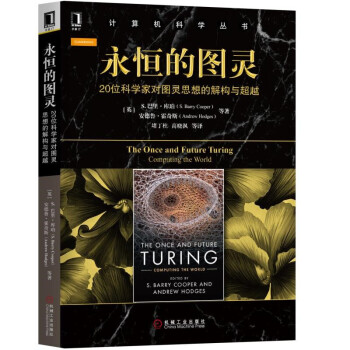 计算机科学丛书
永恒的图灵
20位科学家对图灵思想的解构与超越
[英] S. 巴里·库珀 (S. Barry Cooper)
安德鲁·霍奇斯 (Andrew Hodges) 等著
堵丁柱 高晓沨 等译
The Once and Future Turing
Computing the World
THE ONCE AND FUTURE
TURING
COMPUTING THE WORLD
EDITED BY
S. BARRY COOPER
AND
ANDREW HODGES
机械工业出版社
China Machine Press
永恒的图灵
20位科学家对图灵
思想的解构与超越
等著
机械工业出版社